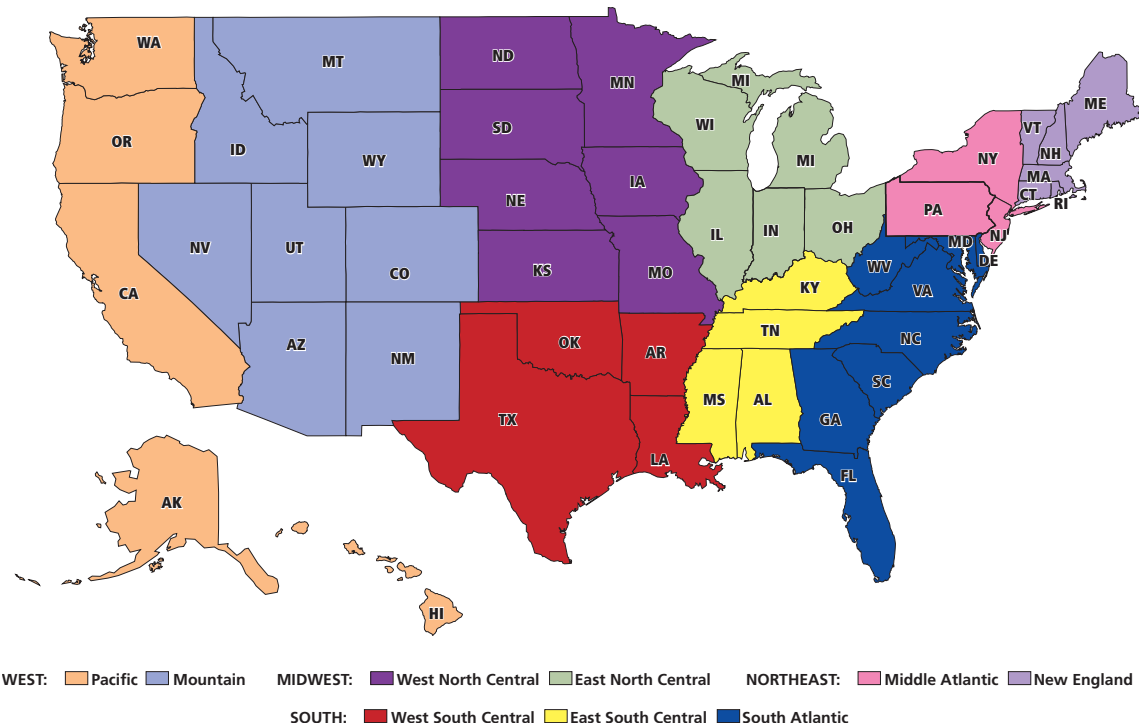 WA
MT
ND
MN
MI
ME
VT
NH
OR
ID
WY
SD
WI
MI
NY
MA
CT
RI
NE
IA
PA
NJ
NV
UT
CO
KS
MO
IL
IN
OH
MD
DE
WV
VA
CA
KY
AZ
NM
OK
AR
TN
NC
SC
TX
MS
AL
GA
LA
FL
AK
HI
WEST: Pacific Mountain MIDWEST: West North Central East North Central NORTHEAST: Middle Atlantic New England
SOUTH: West South Central East South Central South Atlantic